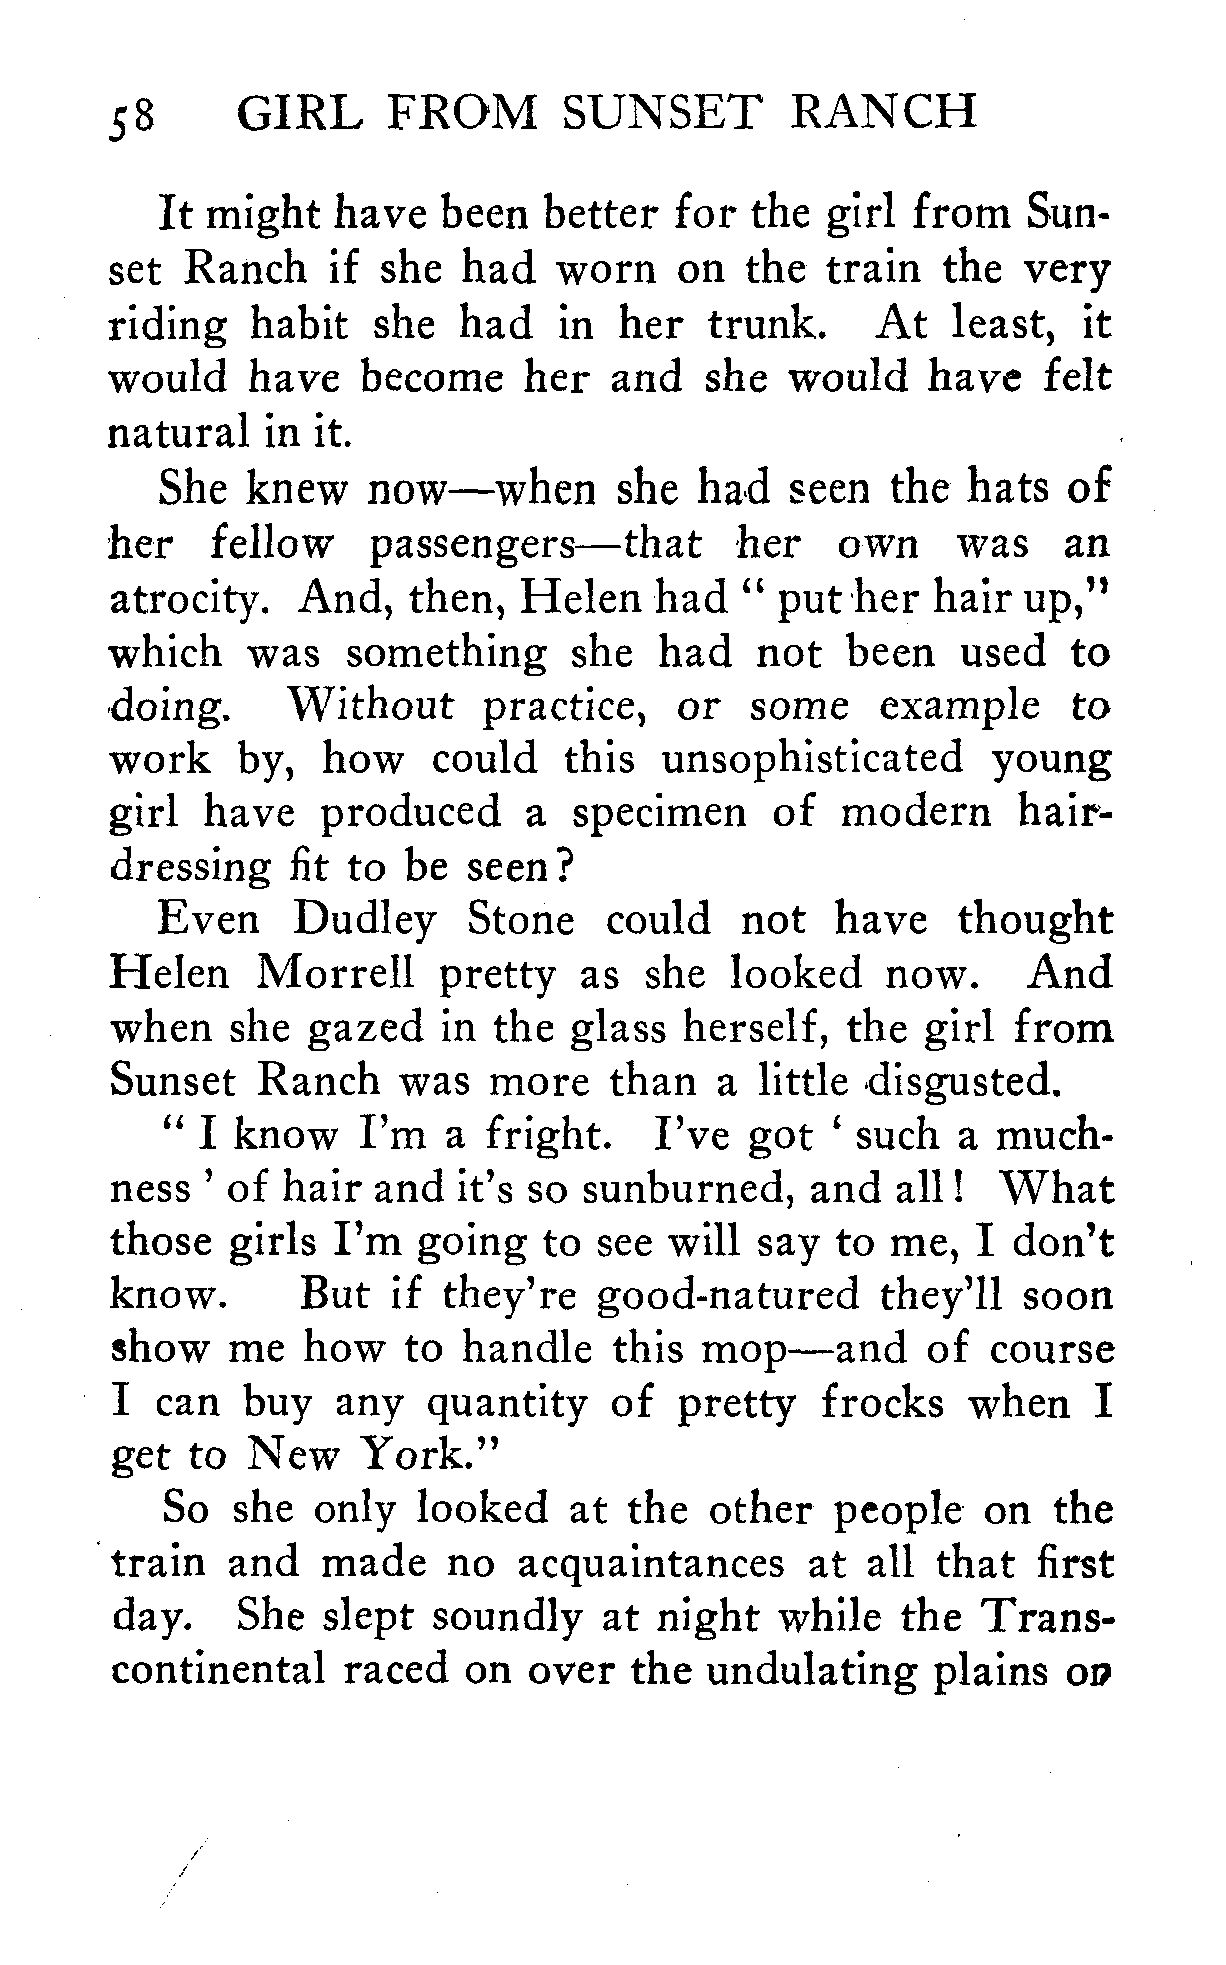 58 GIRL FROM SUNSET RANCH
It might have been better for the girl from Sun-
set Ranch if she had worn on the train the very
riding habit she had in her trunk. At least, it
would have become her and she would have felt
natural in it.
She knew now—when she had seen the hats of
her fellow passengers—that her own was an
atrocity. And, then, Helen had “ put her hair up,”
which was something she had not been used to
doing. Without practice, or some example to
work by, how could this unsophisticated young
girl have produced a specimen of modern hair-
dressing fit to be seen?
Even Dudley Stone could not have thought
Helen Morrell pretty as she looked now. And
when she gazed in the glass herself, the girl from
Sunset Ranch was more than a little disgusted.
“ I know I’m a fright. I’ve got ‘ such a much-
ness ’ of hair and it’s so sunburned, and all! What
those girls I’m going to see will say to me, I don’t
know. But if they’re good-natured they’ll soon
show me how to handle this mop—and of course
I can buy any quantity of pretty frocks when I
get to New York.”
So she only looked at the other people on the
train and made no acquaintances at all that first
day. She slept soundly at night while the Trans-
continental raced on over the undulating plains on